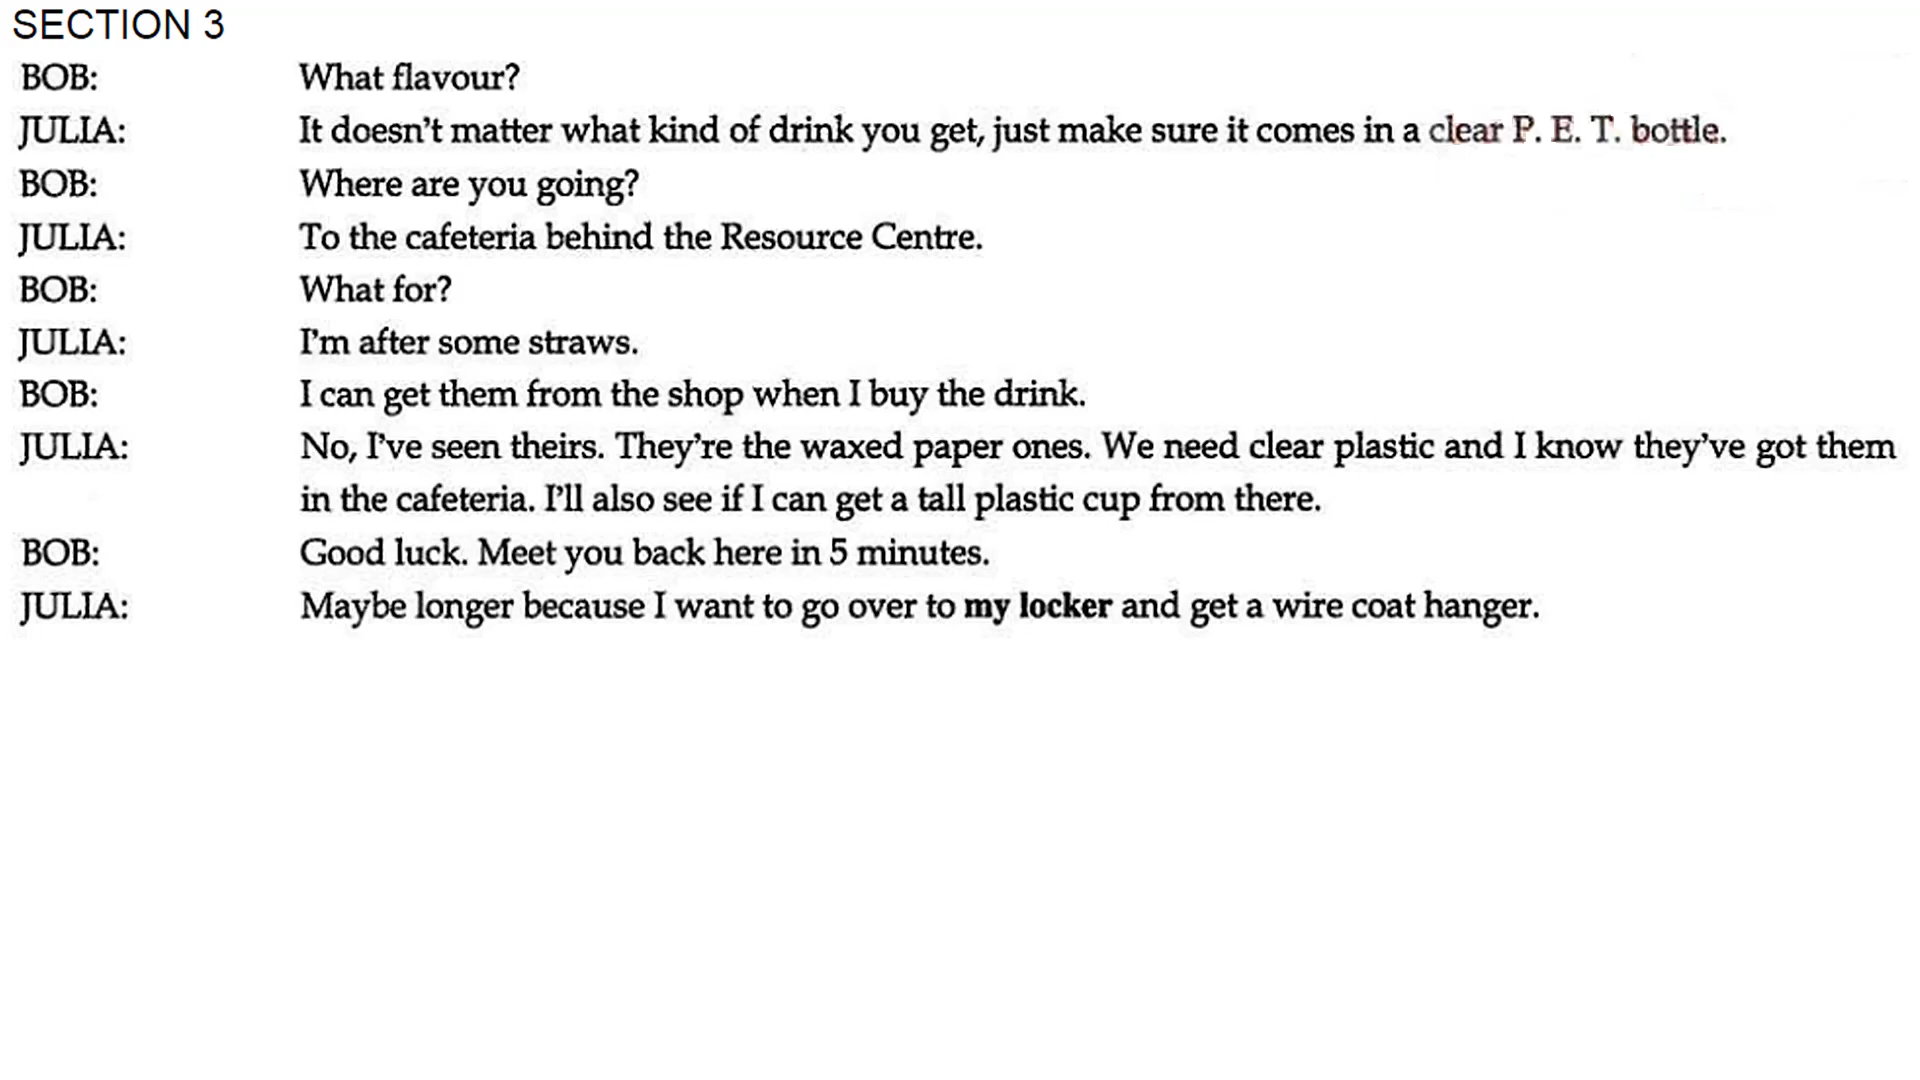 SECTION 3
BOB: What flavour?
JULIA: It doesn't matter what kind of drink you get, just make sure it comes in a clear P. E. T. bottle.
BOB: Where are you going?
JULIA: To the cafeteria behind the Resource Centre.
BOB: What for?
JULIA: I'm after some straws.
BOB: I can get them from the shop when I buy the drink.
JULIA: No, I've seen theirs. They're the waxed paper ones. We need clear plastic and I know they've got them
in the cafeteria. I'll also see if I can get a tall plastic cup from there.
BOB: Good luck. Meet you back here in 5 minutes.
JULIA: Maybe longer because I want to go over to my locker and get a wire coat hanger.